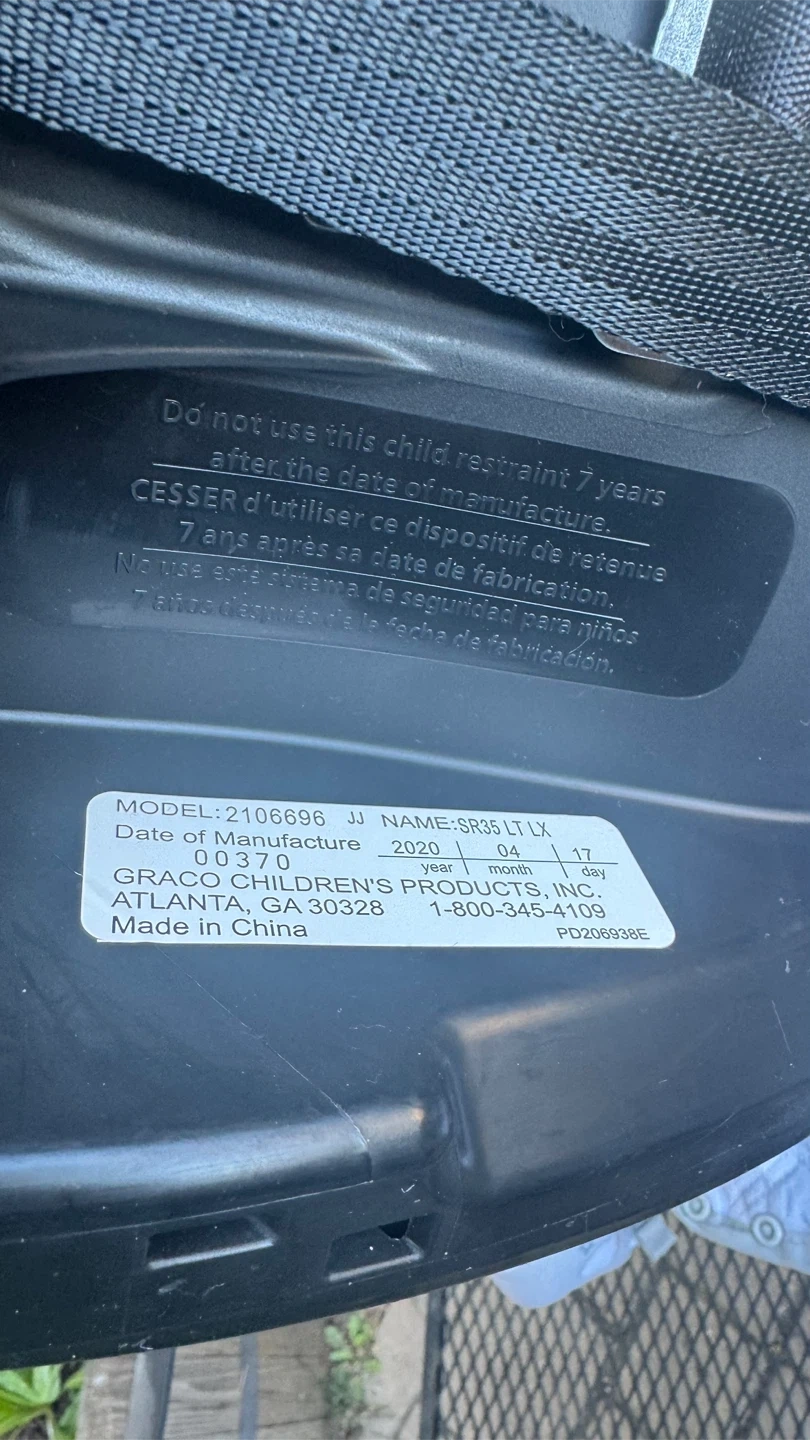 Do not use this child restraint 7 years
after the date of manufacture.
CESSER d'utiliser ce dispositif de retenue
7 ans après sa date de fabrication.
No use este sistema de seguridad para niños
7 años después de la fecha de fabricación.
MODEL:2106696 JJ NAME:SR35 LT LX
Date of Manufacture 2020 04 17
00370 year month day
GRACO CHILDREN'S PRODUCTS, INC.
ATLANTA, GA 30328 1-800-345-4109
Made in China PD206938E